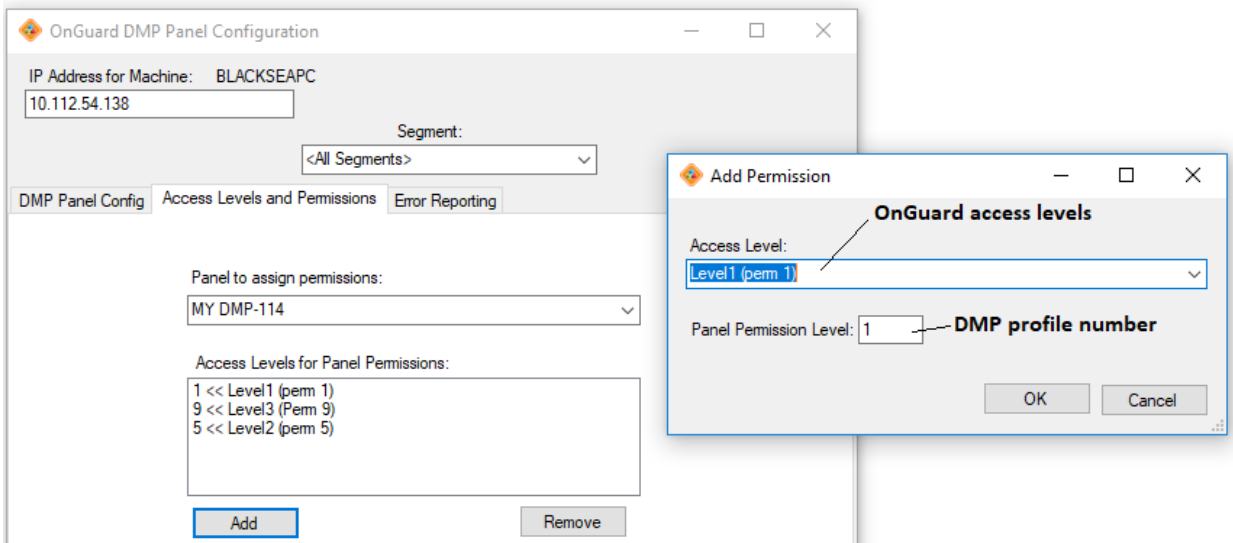 OnGuard DMP Panel Configuration
IP Address for Machine: BLACKSEAPC
10.112.54.138
Segment:
<All Segments>
DMP Panel Config Access Levels and Permissions Error Reporting
Panel to assign permissions:
MY DMP-114
Access Levels for Panel Permissions:
1 << Level1 (perm 1)
9 << Level3 (Perm 9)
5 << Level2 (perm 5)
Add Remove
Add Permission
OnGuard access levels
Access Level:
Level1 (perm 1)
Panel Permission Level: 1 DMP profile number
OK Cancel